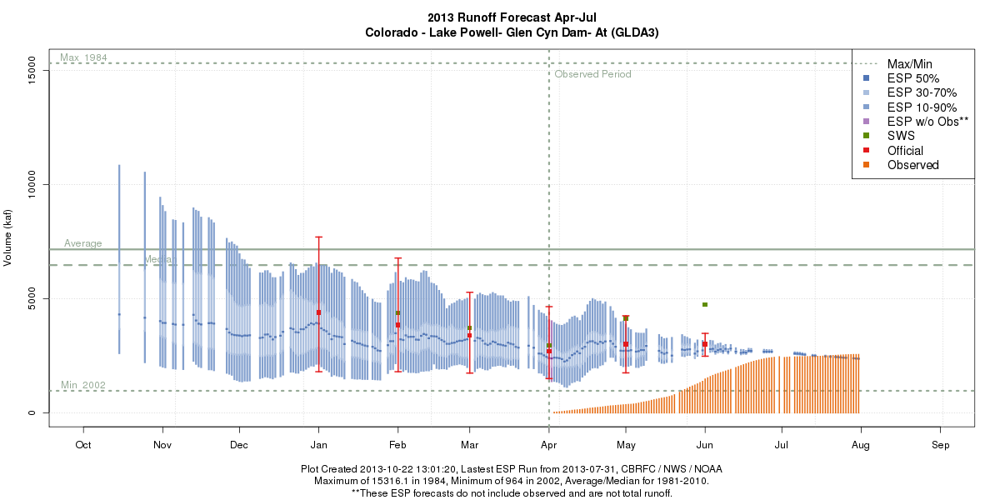 2013 Runoff Forecast Apr-Jul
Colorado - Lake Powell- Glen Cyn Dam- At (GLDA3)
Max 1984
Observed Period
Max/Min
ESP 50%
ESP 30-70%
ESP 10-90%
ESP w/o Obs**
SWS
Official
Observed
Average
Median
Min 2002
Volume (kaf)
15000
10000
5000
0
Oct Nov Dec Jan Feb Mar Apr May Jun Jul Aug Sep
Plot Created 2013-10-22 13:01:20, Lastest ESP Run from 2013-07-31, CBRFC / NWS / NOAA
Maximum of 15316.1 in 1984, Minimum of 964 in 2002, Average/Median for 1981-2010.
**These ESP forecasts do not include observed and are not total runoff.